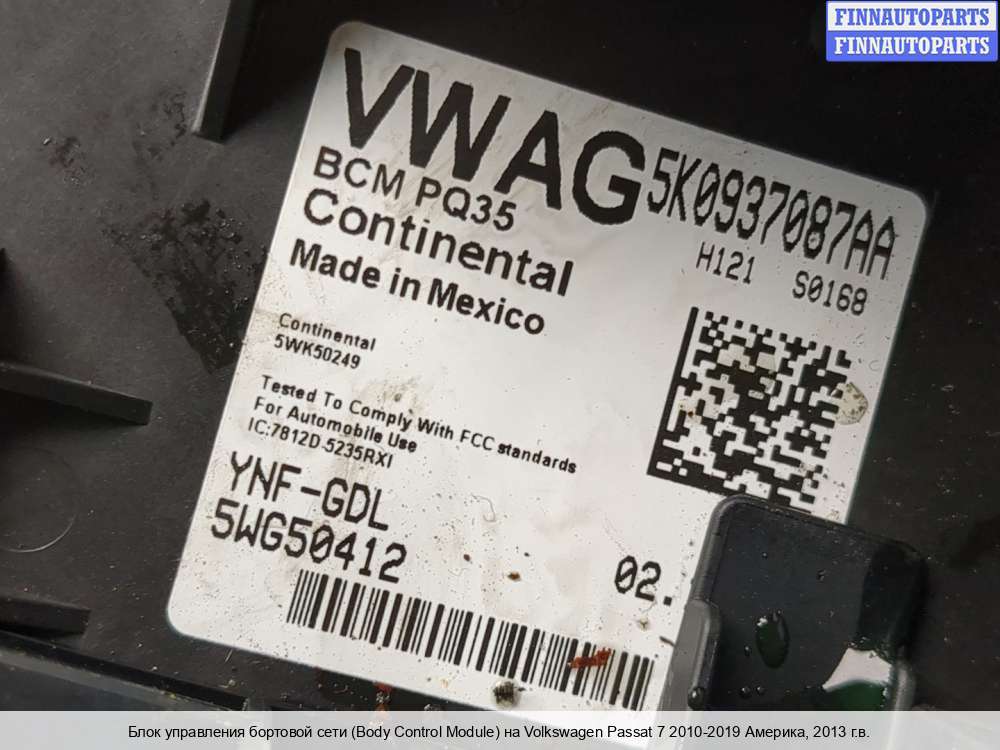 FINNAUTOPARTS
FINNAUTOPARTS
VWAG
5K0937087AA
BCM PQ35
H121 S0168
Continental
Made in Mexico
Continental
5WK50249
Tested To Comply With FCC standards
For Automobile Use
IC:7812D-5235RXI
YNF-GDL
5WG50412
02.
Блок управления бортовой сети (Body Control Module) на Volkswagen Passat 7 2010-2019 Америка, 2013 г.в.